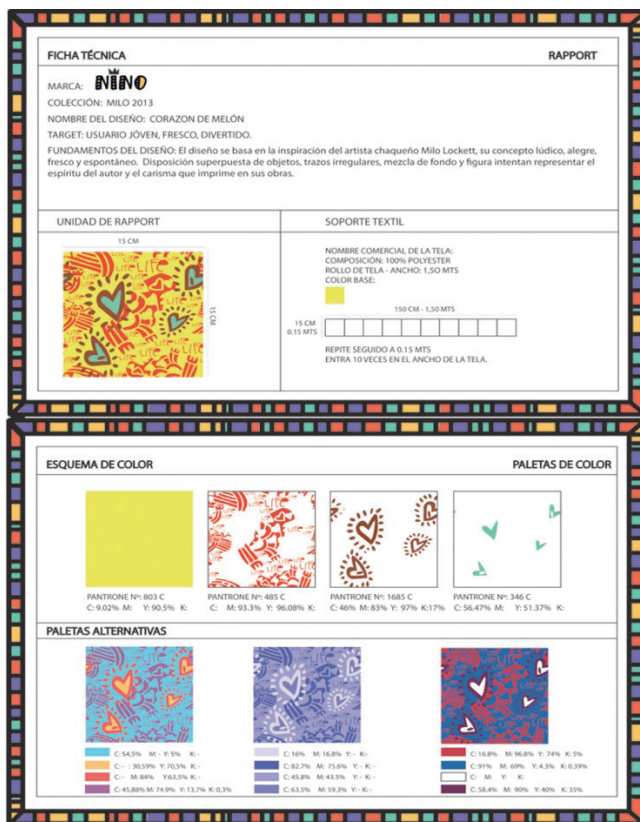 FICHA TÉCNICA
RAPPORT
MARCA: NINO
COLECCIÓN: MILO 2013
NOMBRE DEL DISEÑO: CORAZON DE MELÓN
TARGET: USUARIO JÓVEN, FRESCO, DIVERTIDO.
FUNDAMENTOS DEL DISEÑO: El diseño se basa en la inspiración del artista chaqueño Milo Lockett, su concepto lúdico, alegre,
fresco y espontáneo. Disposición superpuesta de objetos, trazos irregulares, mezcla de fondo y figura intentan representar el
espíritu del autor y el carisma que imprime en sus obras.
UNIDAD DE RAPPORT
15 CM
15 CM
LIFE
SOPORTE TEXTIL
NOMBRE COMERCIAL DE LA TELA:
COMPOSICIÓN: 100% POLYESTER
ROLLO DE TELA - ANCHO: 1,5O MTS
COLOR BASE:
150 CM - 1,50 MTS
15 CM
0.15 MTS
REPITE SEGUIDO A 0.15 MTS
ENTRA 10 VECES EN EL ANCHO DE LA TELA.
ESQUEMA DE COLOR
PALETAS DE COLOR
PANTRONE Nº: 803 C
C: 9.02% M: Y: 90.5% K:
PANTRONE Nº: 485 C
C: M: 93.3% Y: 96.08% K:
PANTRONE Nº: 1685 C
C: 46% M: 83% Y: 97% K:17%
PANTRONE Nº: 346 C
C: 56.47% M: Y: 51.37% K:
PALETAS ALTERNATIVAS
C: 54,5% M: - Y: 5% K:-
C: - : 30,59% Y: 70,5% K:-
C: - M: 84% Y:63,5% K:-
C: 45,88% M: 74.9% Y: 13,7% K: 0,3%
C: 16% M: 16.8% Y: - K:-
C: 82.7% M: 75.6% Y: - K:-
C: 45.8% M: 43.5% Y: - K:-
C: 63.5% M: 59.3% Y: - K:-
C: 16.8% M: 96.8% Y: 74% K: 5%
C: 91% M: 69% Y: 4.3% K: 0.39%
C: M: Y: K:
C: 58.4% M: 90% Y: 40% K: 35%